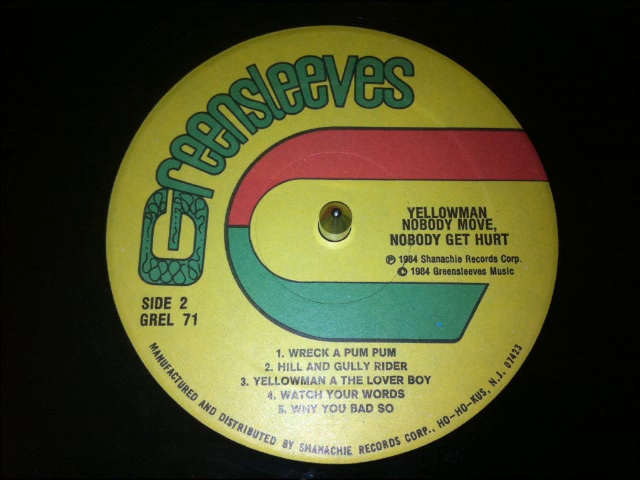 Greensleeves
YELLOWMAN
NOBODY MOVE,
NOBODY GET HURT
℗ 1984 Shanachie Records Corp.
© 1984 Greensleeves Music
SIDE 2
GREL 71
1. WRECK A PUM PUM
2. HILL AND GULLY RIDER
3. YELLOWMAN A THE LOVER BOY
4. WATCH YOUR WORDS
5. WHY YOU BAD SO
MANUFACTURED AND DISTRIBUTED BY SHANACHIE RECORDS CORP., HO-HO-KUS, N.J. 07423